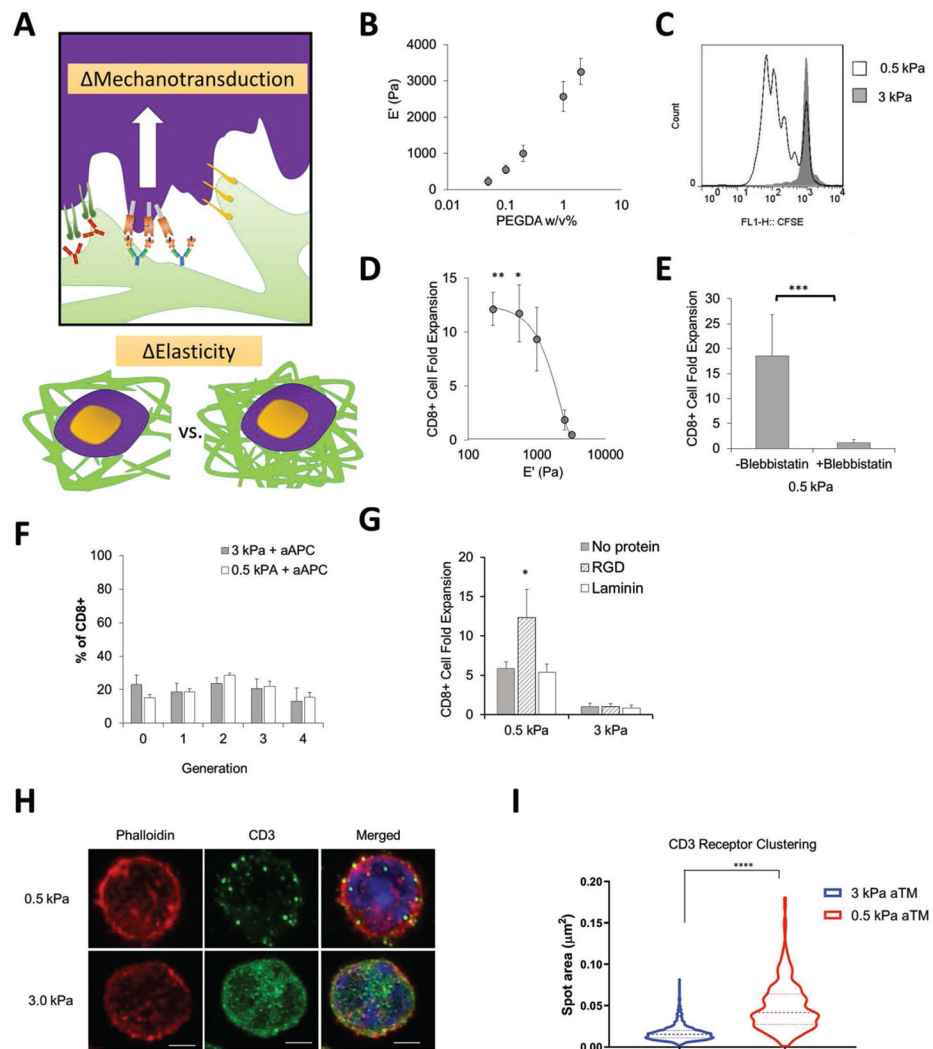 A
ΔMechanotransduction
ΔElasticity
vs.
B
E' (Pa)
4000
3000
2000
1000
0
0.01
0.1
1
10
PEGDA w/v%
C
Count
0
10⁰ 10¹ 10² 10³ 10⁴
FL1-H:: CFSE
0.5 kPa
3 kPa
D
CD8+ Cell Fold Expansion
15
10
5
0
** *
100 1000 10000
E' (Pa)
E
CD8+ Cell Fold Expansion
30
25
20
15
10
5
0
***
-Blebbistatin +Blebbistatin
0.5 kPa
F
3 kPa + aAPC
0.5 kPA + aAPC
% of CD8+
100
80
60
40
20
0
0 1 2 3 4
Generation
G
No protein
RGD
Laminin
CD8+ Cell Fold Expansion
20
15
10
5
0
*
0.5 kPa 3 kPa
H
Phalloidin CD3 Merged
0.5 kPa
3.0 kPa
I
CD3 Receptor Clustering
****
3 kPa aTM
0.5 kPa aTM
Spot area (μm²)
0.20
0.15
0.10
0.05
0.00